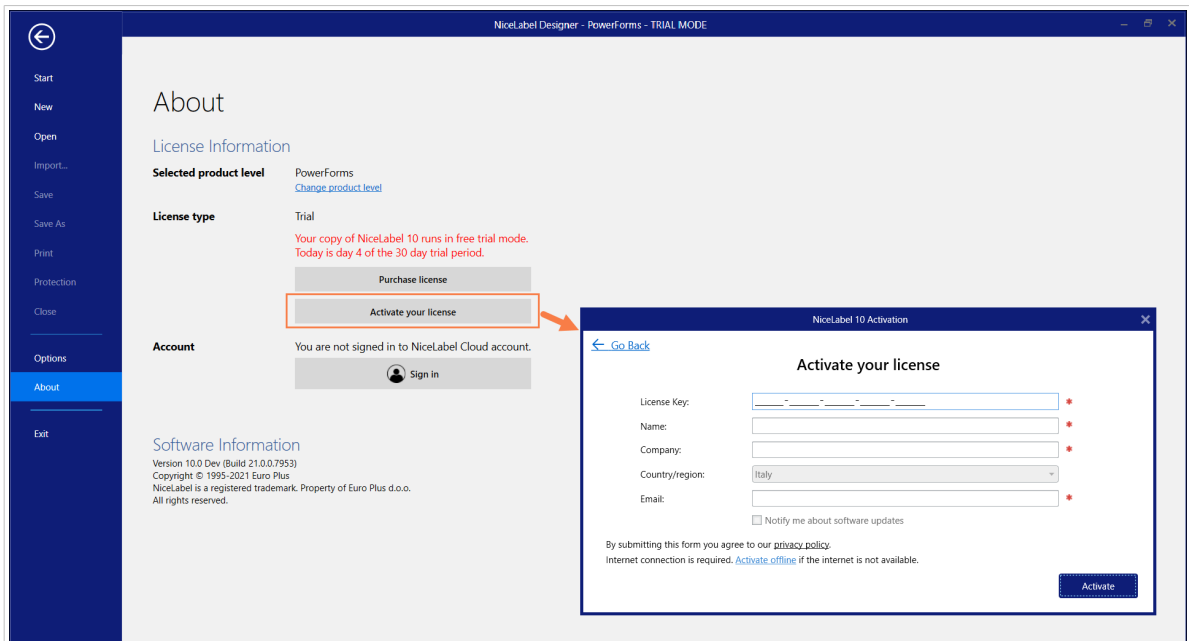 NiceLabel Designer - PowerForms - TRIAL MODE
Start
New
Open
Import...
Save
Save As
Print
Protection
Close
Options
About
Exit
About
License Information
Selected product level
PowerForms
Change product level
License type
Trial
Your copy of NiceLabel 10 runs in free trial mode.
Today is day 4 of the 30 day trial period.
Purchase license
Activate your license
Account
You are not signed in to NiceLabel Cloud account.
Sign in
Software Information
Version 10.0 Dev (Build 21.0.0.7953)
Copyright © 1995-2021 Euro Plus
NiceLabel is a registered trademark. Property of Euro Plus d.o.o.
All rights reserved.
NiceLabel 10 Activation
Go Back
Activate your license
License Key: _____-_____-_____-_____-_____ *
Name: *
Company: *
Country/region: Italy
Email: *
Notify me about software updates
By submitting this form you agree to our privacy policy.
Internet connection is required. Activate offline if the internet is not available.
Activate